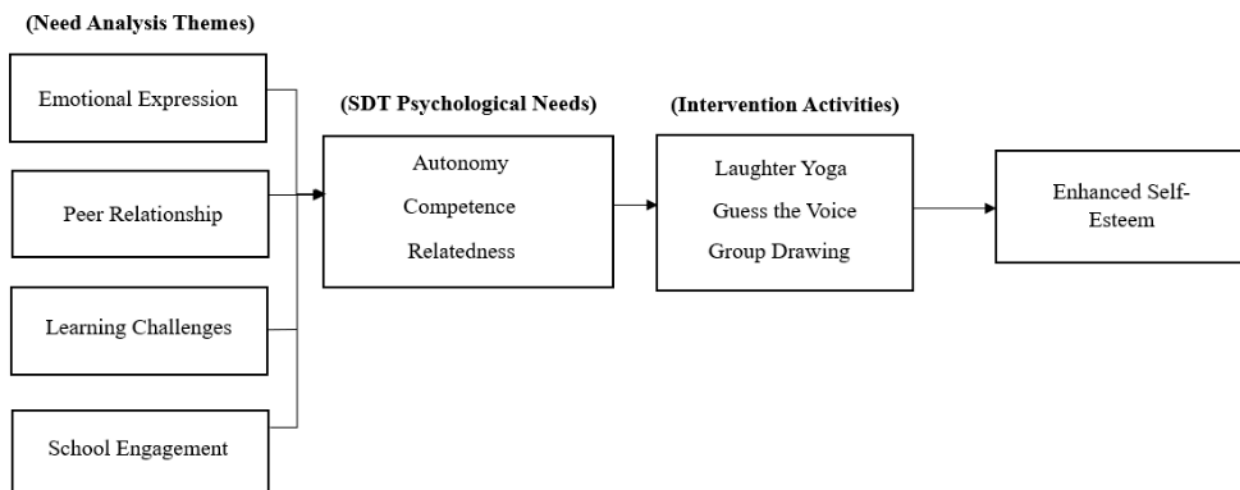 (Need Analysis Themes)
Emotional Expression
Peer Relationship
Learning Challenges
School Engagement
(SDT Psychological Needs)
Autonomy
Competence
Relatedness
(Intervention Activities)
Laughter Yoga
Guess the Voice
Group Drawing
Enhanced Self-
Esteem